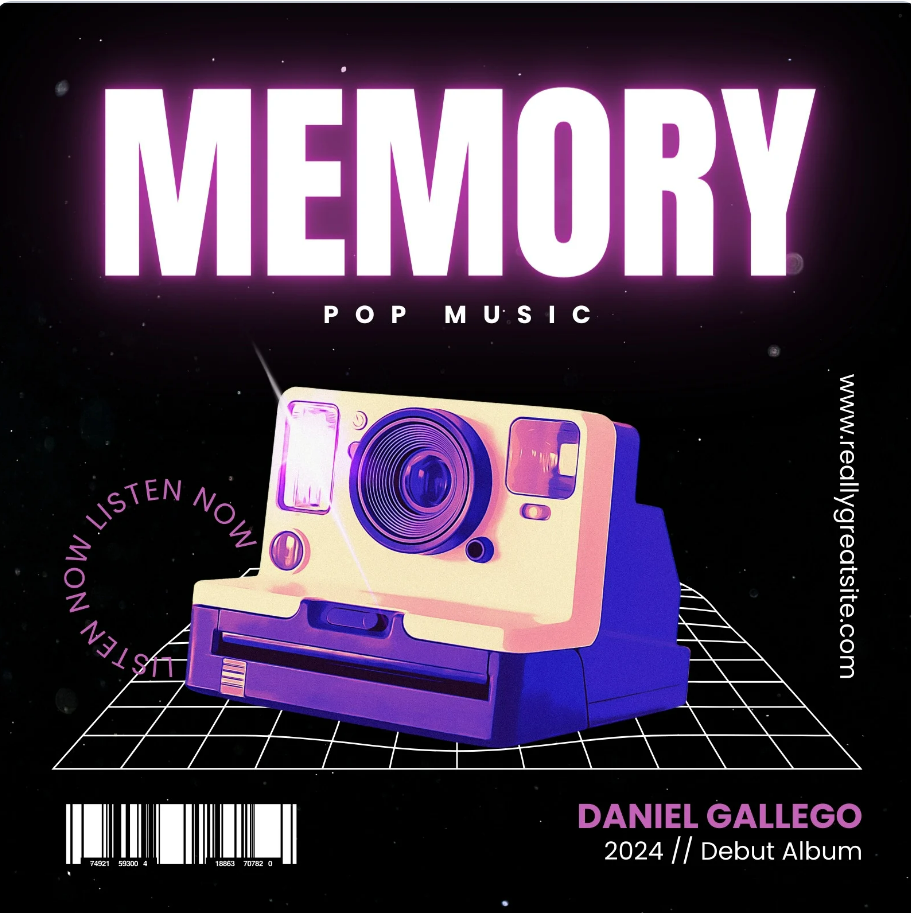 MEMORY
POP MUSIC
www.reallygreatsite.com
LISTEN NOW LISTEN NOW
74921 59300 4 18863 70782 0
DANIEL GALLEGO
2024 // Debut Album